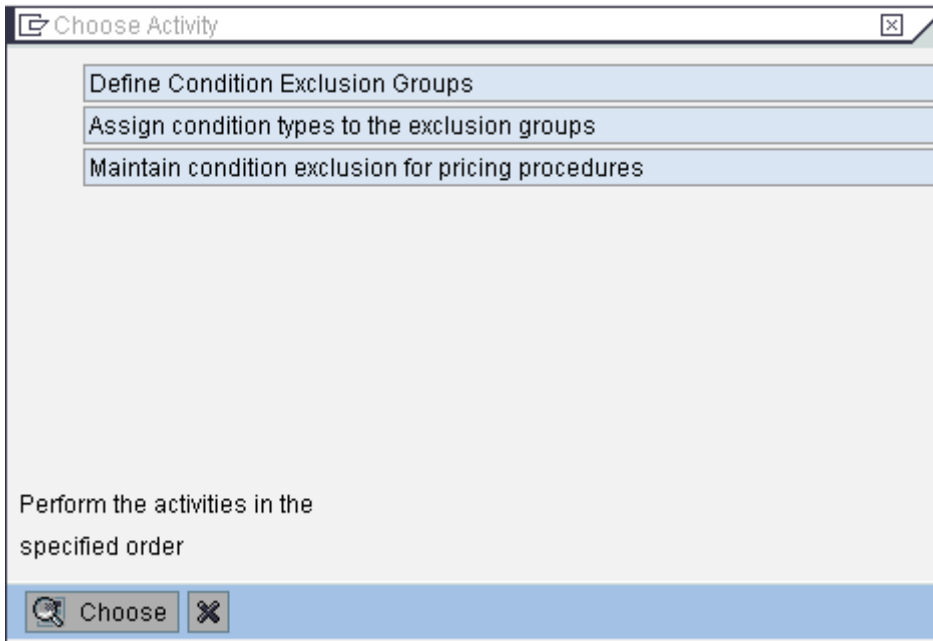 Choose Activity
Define Condition Exclusion Groups
Assign condition types to the exclusion groups
Maintain condition exclusion for pricing procedures
Perform the activities in the
specified order
Choose